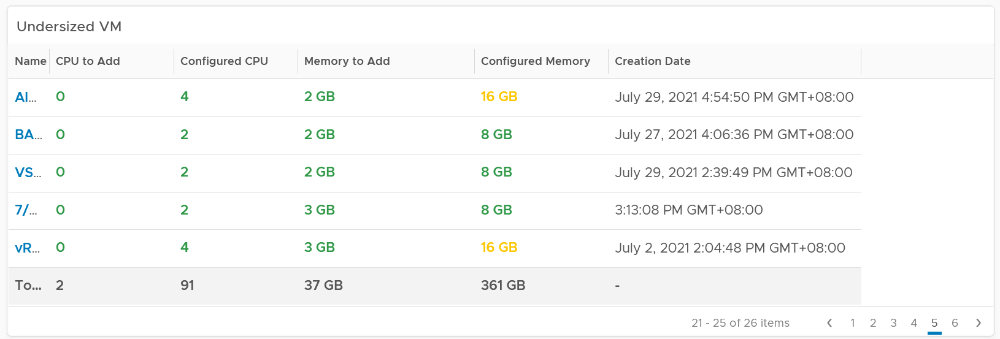 Undersized VM
Name CPU to Add Configured CPU Memory to Add Configured Memory Creation Date
Al... 0 4 2 GB 16 GB July 29, 2021 4:54:50 PM GMT+08:00
BA... 0 2 2 GB 8 GB July 27, 2021 4:06:36 PM GMT+08:00
VS... 0 2 2 GB 8 GB July 29, 2021 2:39:49 PM GMT+08:00
7/... 0 2 3 GB 8 GB 3:13:08 PM GMT+08:00
vR... 0 4 3 GB 16 GB July 2, 2021 2:04:48 PM GMT+08:00
To... 2 91 37 GB 361 GB -
21 - 25 of 26 items ‹ 1 2 3 4 5 6 ›